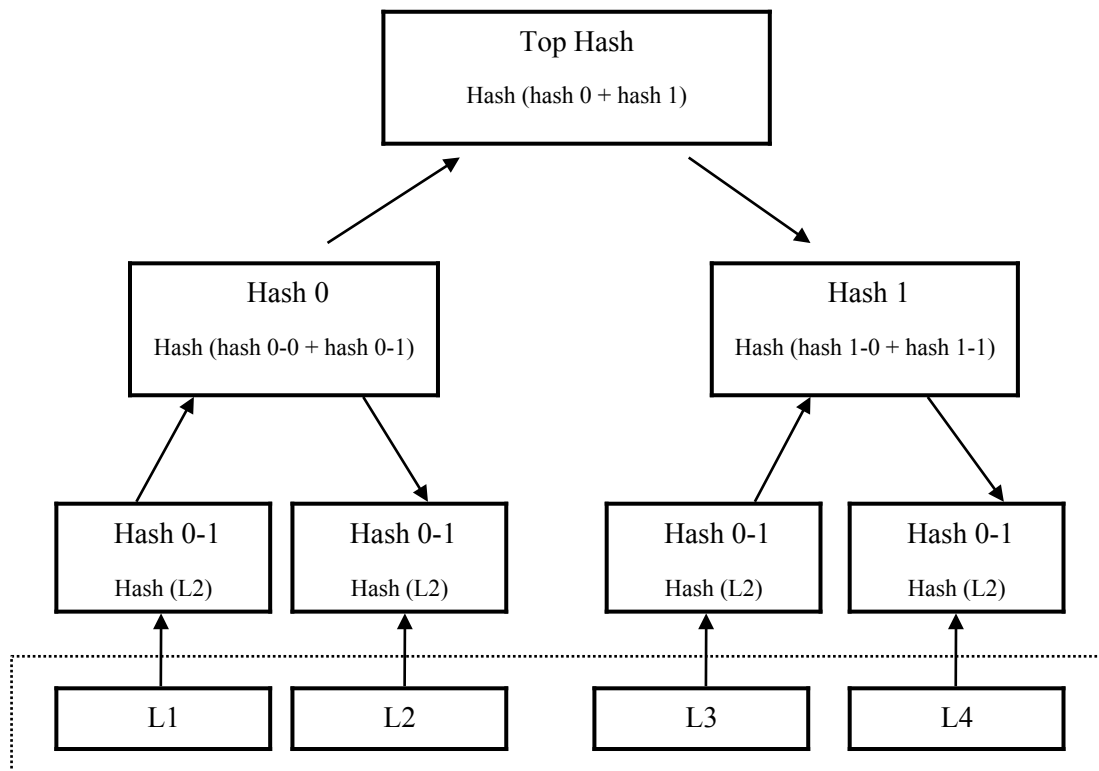 Top Hash
Hash (hash 0 + hash 1)
Hash 0
Hash (hash 0-0 + hash 0-1)
Hash 1
Hash (hash 1-0 + hash 1-1)
Hash 0-1
Hash (L2)
Hash 0-1
Hash (L2)
Hash 0-1
Hash (L2)
Hash 0-1
Hash (L2)
L1
L2
L3
L4